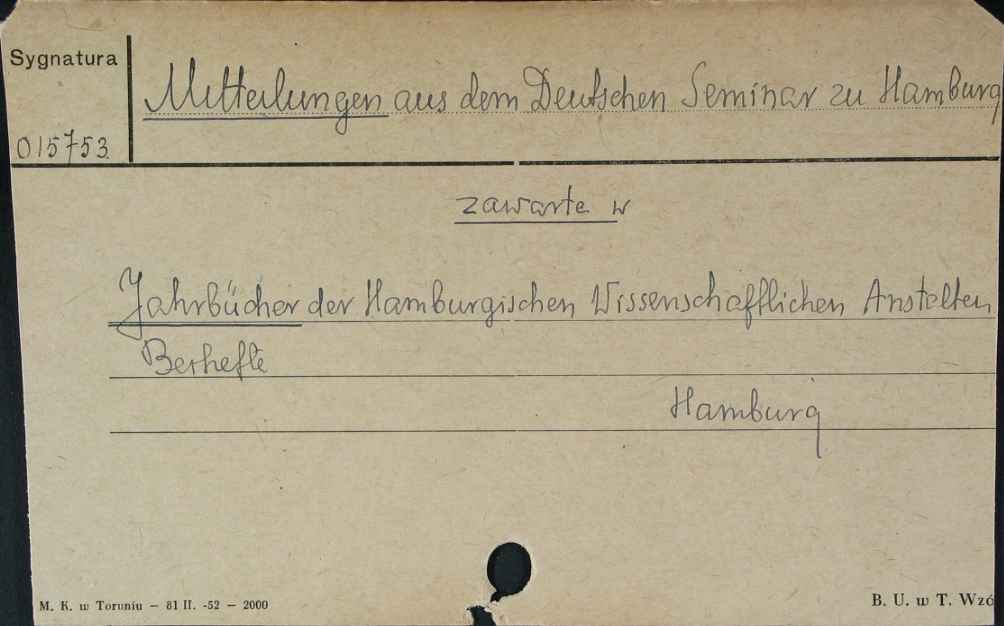 Sygnatura
Mitteilungen aus dem Deutschen Seminar zu Hamburg
015753
zawarte w
Jahrbücher der Hamburgischen Wissenschaftlichen Anstalten
Beihefte
Hamburg
M. K. w Toruniu — 81 II. -52 — 2000
B. U. w T. Wzó